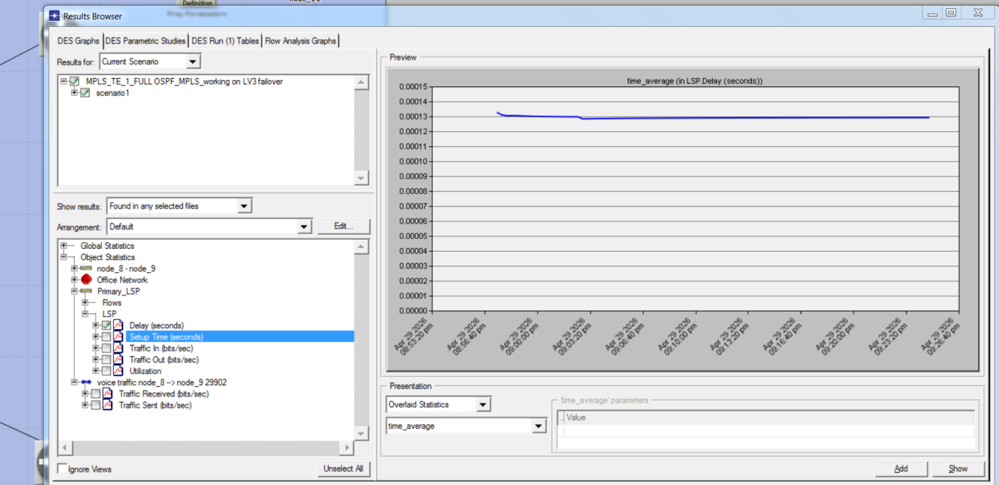 Definition
Results Browser
DES Graphs DES Parametric Studies DES Run (1) Tables Flow Analysis Graphs
Results for: Current Scenario
MPLS_TE_1_FULL OSPF_MPLS_working on LV3 failover
scenario1
Show results: Found in any selected files
Arrangement: Default Edit...
Global Statistics
Object Statistics
node_8 - node_9
Office Network
Primary_LSP
Flows
LSP
Delay (seconds)
Setup Time (seconds)
Traffic In (bits/sec)
Traffic Out (bits/sec)
Utilization
voice traffic node_8 --> node_9 29902
Traffic Received (bits/sec)
Traffic Sent (bits/sec)
Ignore Views Unselect All
Preview
time_average (in LSP.Delay (seconds))
0.00015
0.00014
0.00013
0.00012
0.00011
0.00010
0.00009
0.00008
0.00007
0.00006
0.00005
0.00004
0.00003
0.00002
0.00001
0.00000
Apr 29 2026 08:53:20 pm
Apr 29 2026 08:56:40 pm
Apr 29 2026 09:00:00 pm
Apr 29 2026 09:03:20 pm
Apr 29 2026 09:06:40 pm
Apr 29 2026 09:10:00 pm
Apr 29 2026 09:13:20 pm
Apr 29 2026 09:16:40 pm
Apr 29 2026 09:20:00 pm
Apr 29 2026 09:23:20 pm
Apr 29 2026 09:26:40 pm
Presentation
Overlaid Statistics
time_average
'time_average' parameters
Value
Add Show